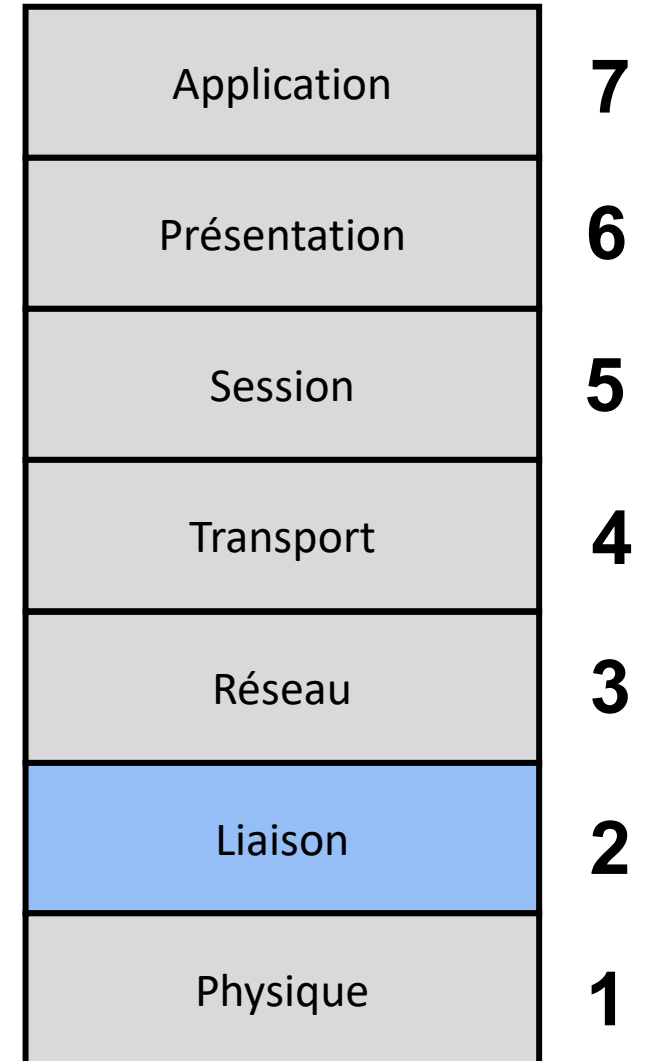 Application 7
Présentation 6
Session 5
Transport 4
Réseau 3
Liaison 2
Physique 1